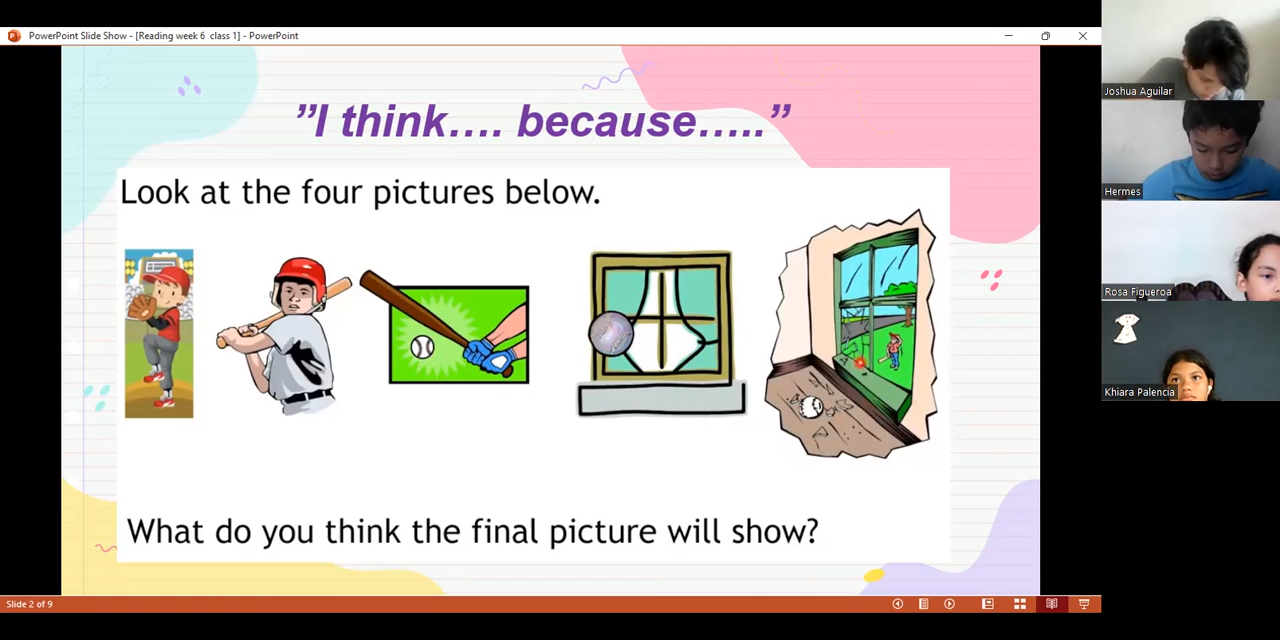 PowerPoint Slide Show - [Reading week 6  class 1] - PowerPoint
”I think…. because…..”
Look at the four pictures below.
What do you think the final picture will show?
Slide 2 of 9
Joshua Aguilar
Hermes
Rosa Figueroa
Khiara Palencia